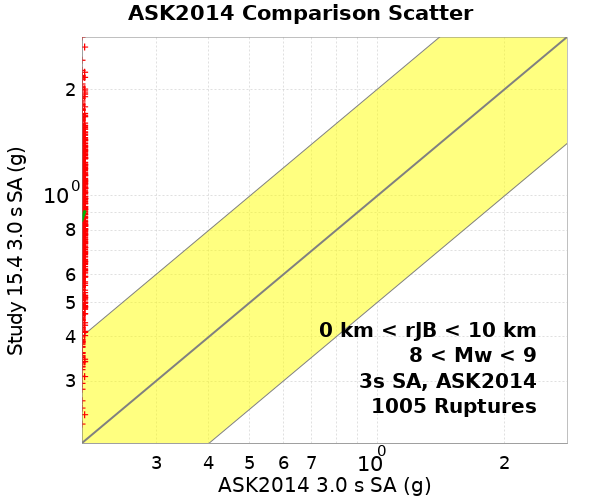 ASK2014 Comparison Scatter
Study 15.4 3.0 s SA (g)
2
10^0
8
6
5
4
3
0 km < rJB < 10 km
8 < Mw < 9
3s SA, ASK2014
1005 Ruptures
3 4 5 6 7 10^0 2
ASK2014 3.0 s SA (g)